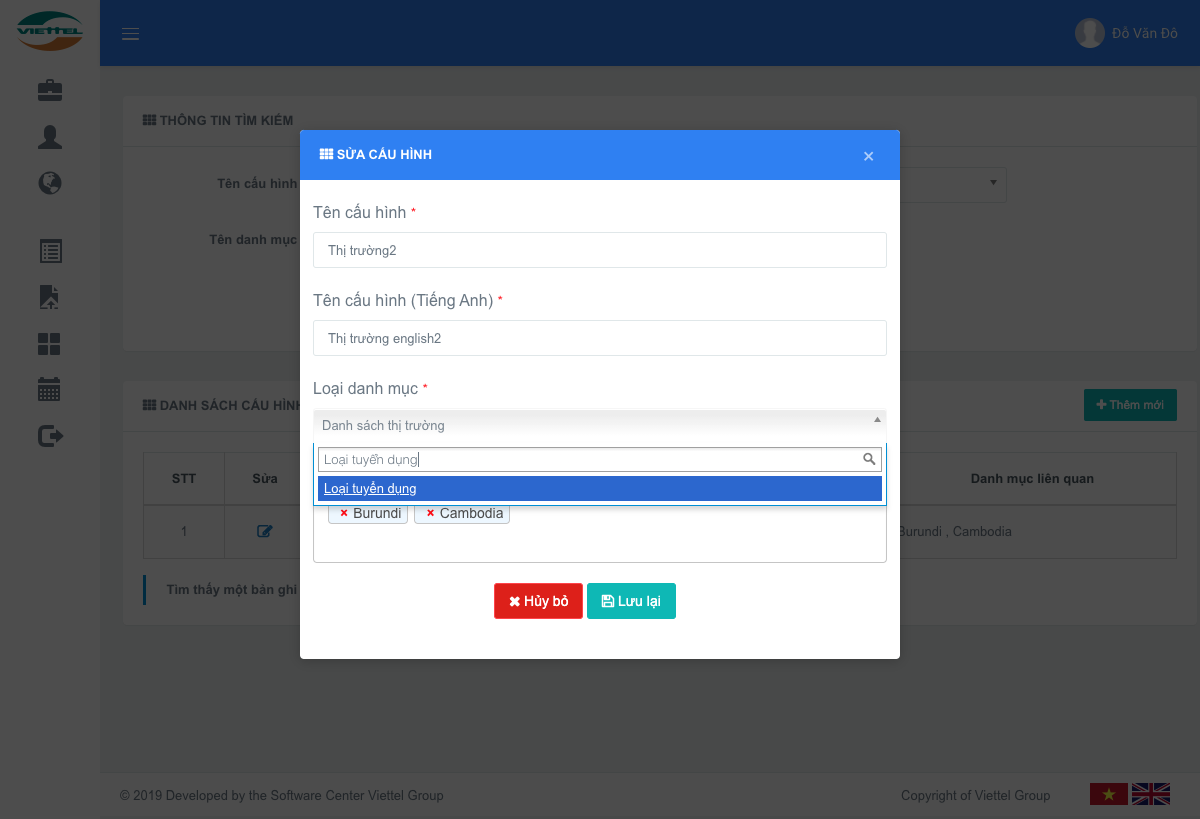 VIETTEL
Đỗ Văn Đô
THÔNG TIN TÌM KIẾM
Tên cấu hình
Tên danh mục
SỬA CẤU HÌNH
×
Tên cấu hình *
Thị trường2
Tên cấu hình (Tiếng Anh) *
Thị trường english2
Loại danh mục *
Danh sách thị trường
Loại tuyển dụng
Loại tuyển dụng
× Burundi × Cambodia
Hủy bỏ Lưu lại
DANH SÁCH CẤU HÌNH
Thêm mới
STT Sửa Danh mục liên quan
1 Burundi , Cambodia
Tìm thấy một bản ghi
© 2019 Developed by the Software Center Viettel Group
Copyright of Viettel Group